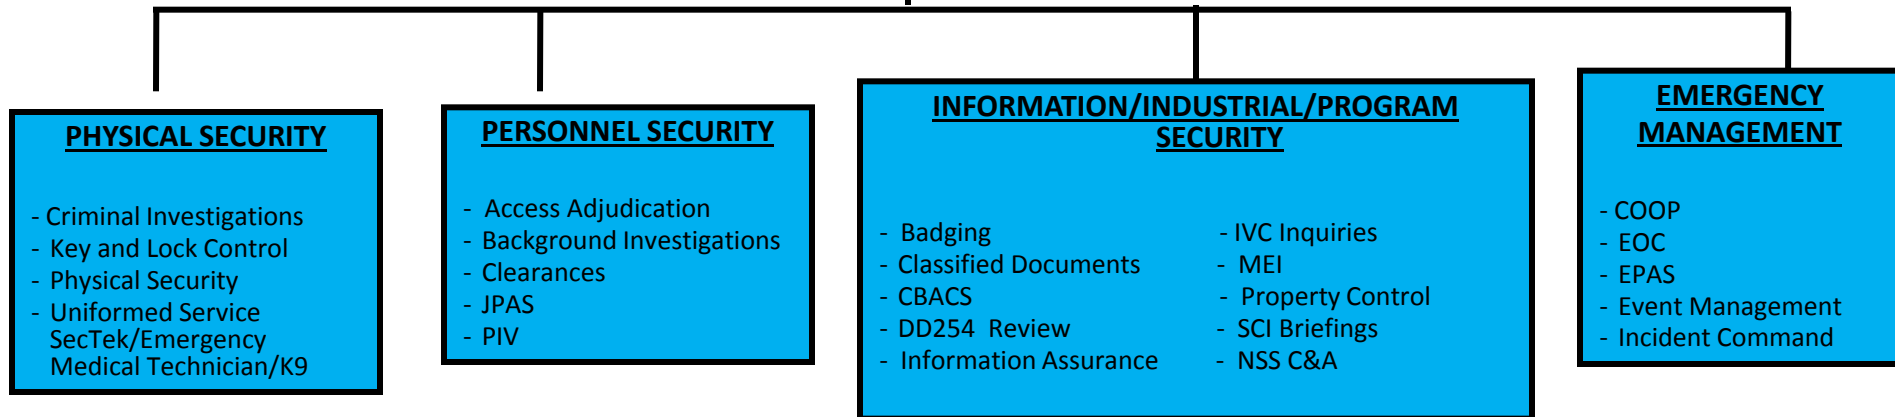 PHYSICAL SECURITY
- Criminal Investigations
- Key and Lock Control
- Physical Security
- Uniformed Service
SecTek/Emergency
Medical Technician/K9
PERSONNEL SECURITY
- Access Adjudication
- Background Investigations
- Clearances
- JPAS
- PIV
INFORMATION/INDUSTRIAL/PROGRAM
SECURITY
- Badging
- Classified Documents
- CBACS
- DD254 Review
- Information Assurance
- IVC Inquiries
- MEI
- Property Control
- SCI Briefings
- NSS C&A
EMERGENCY
MANAGEMENT
- COOP
- EOC
- EPAS
- Event Management
- Incident Command